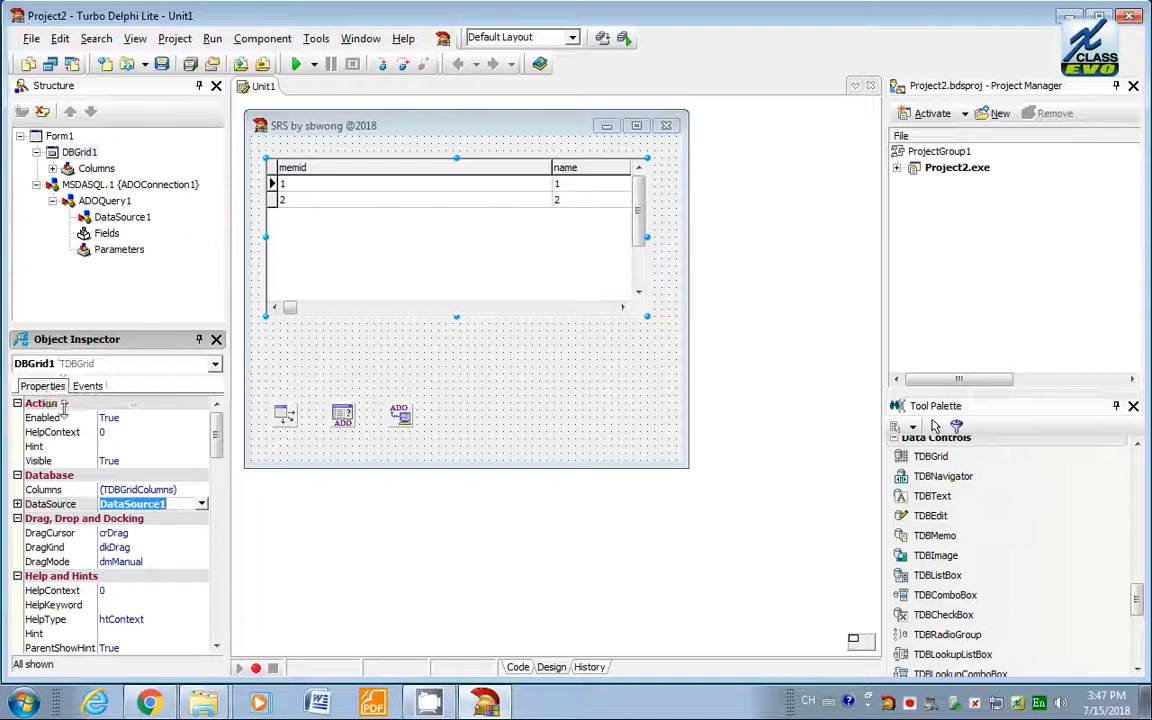 Project2 - Turbo Delphi Lite - Unit1
File Edit Search View Project Run Component Tools Window Help
Default Layout
CLASS
EVO
Structure
Unit1
Project2.bdsproj - Project Manager
Activate New Remove
File
ProjectGroup1
Project2.exe
Form1
DBGrid1
Columns
MSDASQL.1 {ADOConnection1}
ADOQuery1
DataSource1
Fields
Parameters
SRS by sbwong @2018
memid name
1 1
2 2
ADO
ADO
Object Inspector
DBGrid1 TDBGrid
Properties Events
Action
Enabled True
HelpContext 0
Hint
Visible True
Database
Columns (TDBGridColumns)
DataSource DataSource1
Drag, Drop and Docking
DragCursor crDrag
DragKind dkDrag
DragMode dmManual
Help and Hints
HelpContext 0
HelpKeyword
HelpType htContext
Hint
ParentShowHint True
All shown
Code Design History
Tool Palette
Data Controls
TDBGrid
TDBNavigator
TDBText
TDBEdit
TDBMemo
TDBImage
TDBListBox
TDBComboBox
TDBCheckBox
TDBRadioGroup
TDBLookupListBox
TDBLookupComboBox
PDF
CH
En
3:47 PM
7/15/2018